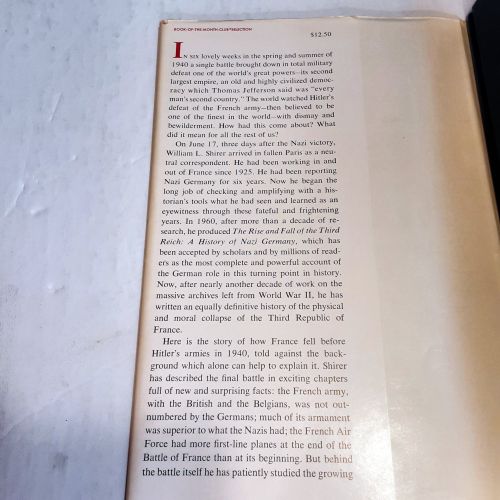 BOOK-OF-THE-MONTH CLUB*SELECTION
$12.50
IN SIX lovely weeks in the spring and summer of
1940 a single battle brought down in total military
defeat one of the world's great powers—its second
largest empire, an old and highly civilized democ-
racy which Thomas Jefferson said was "every
man's second country." The world watched Hitler's
defeat of the French army—then believed to be
one of the finest in the world—with dismay and
bewilderment. How had this come about? What
did it mean for all the rest of us?
On June 17, three days after the Nazi victory,
William L. Shirer arrived in fallen Paris as a neu-
tral correspondent. He had been working in and
out of France since 1925. He had been reporting
Nazi Germany for six years. Now he began the
long job of checking and amplifying with a his-
torian's tools what he had seen and learned as an
eyewitness through these fateful and frightening
years. In 1960, after more than a decade of re-
search, he produced The Rise and Fall of the Third
Reich: A History of Nazi Germany, which has
been accepted by scholars and by millions of read-
ers as the most complete and powerful account of
the German role in this turning point in history.
Now, after nearly another decade of work on the
massive archives left from World War II, he has
written an equally definitive history of the physical
and moral collapse of the Third Republic of
France.
Here is the story of how France fell before
Hitler's armies in 1940, told against the back-
ground which alone can help to explain it. Shirer
has described the final battle in exciting chapters
full of new and surprising facts: the French army,
with the British and the Belgians, was not out-
numbered by the Germans; much of its armament
was superior to what the Nazis had; the French Air
Force had more first-line planes at the end of the
Battle of France than at its beginning. But behind
the battle itself he has patiently studied the growing